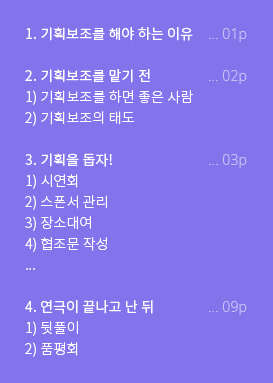 1. 기획보조를 해야 하는 이유 ... 01p
2. 기획보조를 맡기 전 ... 02p
1) 기획보조를 하면 좋은 사람
2) 기획보조의 태도
3. 기획을 돕자! ... 03p
1) 시연회
2) 스폰서 관리
3) 장소대여
4) 협조문 작성
...
4. 연극이 끝나고 난 뒤 ... 09p
1) 뒷풀이
2) 품평회